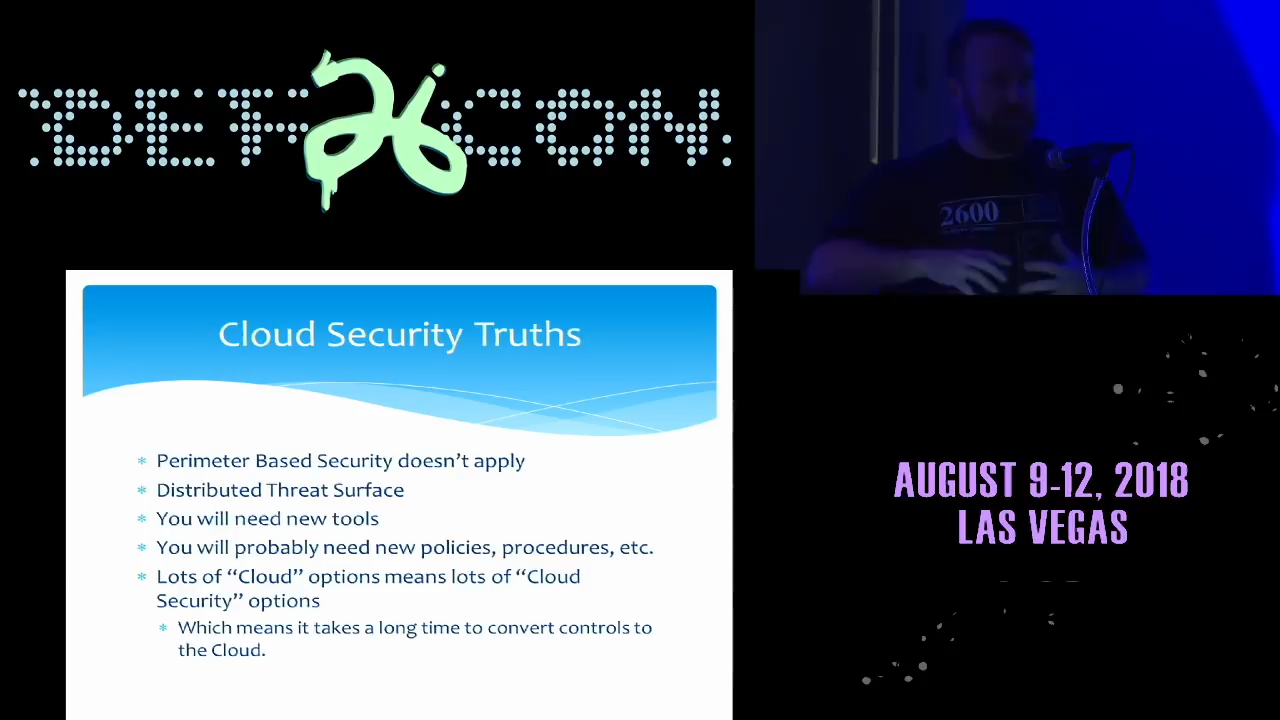 DEF 26 CON
2600
Cloud Security Truths
* Perimeter Based Security doesn't apply
* Distributed Threat Surface
* You will need new tools
* You will probably need new policies, procedures, etc.
* Lots of “Cloud” options means lots of “Cloud
Security” options
* Which means it takes a long time to convert controls to
the Cloud.
AUGUST 9-12, 2018
LAS VEGAS